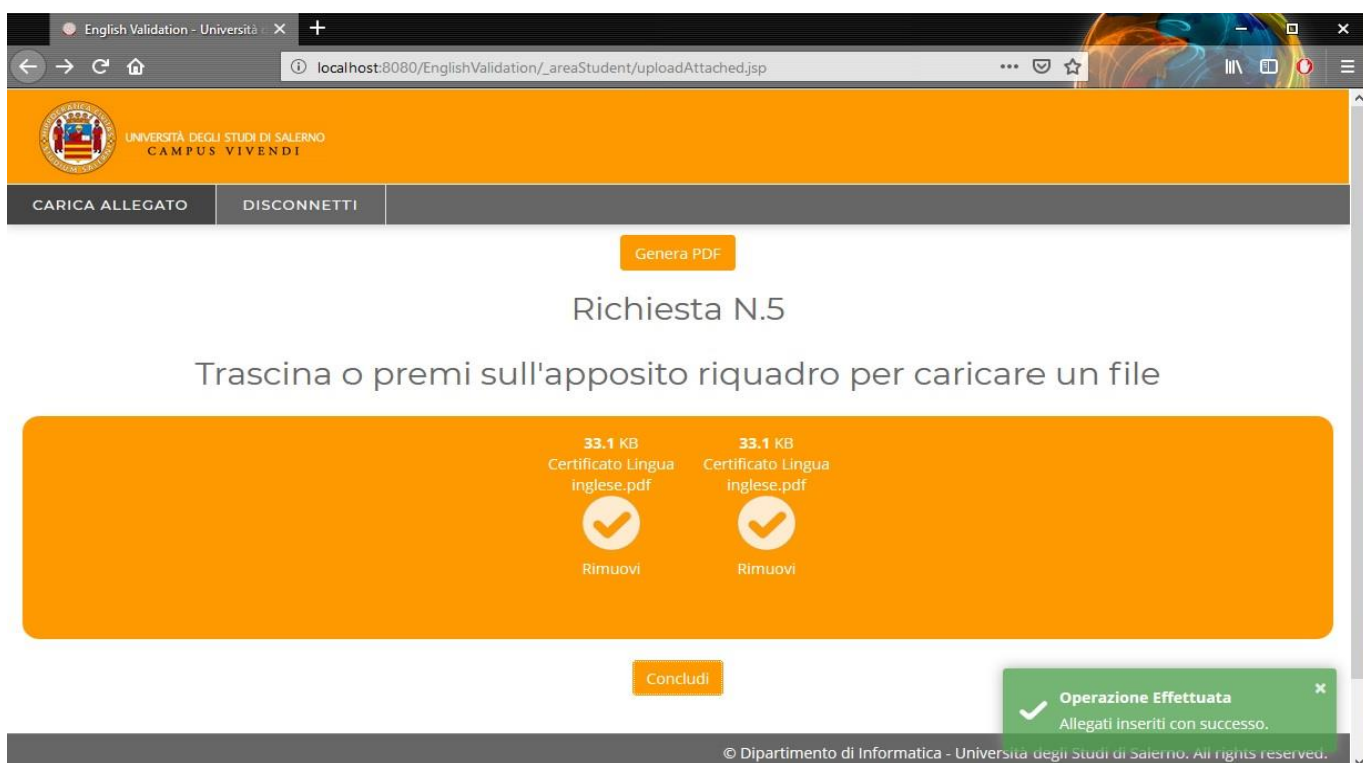 English Validation - Università
localhost:8080/EnglishValidation/_areaStudent/uploadAttached.jsp
UNIVERSITÀ DEGLI STUDI DI SALERNO
CAMPUS VIVENDI
CARICA ALLEGATO
DISCONNETTI
Genera PDF
Richiesta N.5
Trascina o premi sull'apposito riquadro per caricare un file
33.1 KB
Certificato Lingua
inglese.pdf
Rimuovi
33.1 KB
Certificato Lingua
inglese.pdf
Rimuovi
Concludi
Operazione Effettuata
Allegati inseriti con successo.
© Dipartimento di Informatica - Università degli Studi di Salerno. All rights reserved.